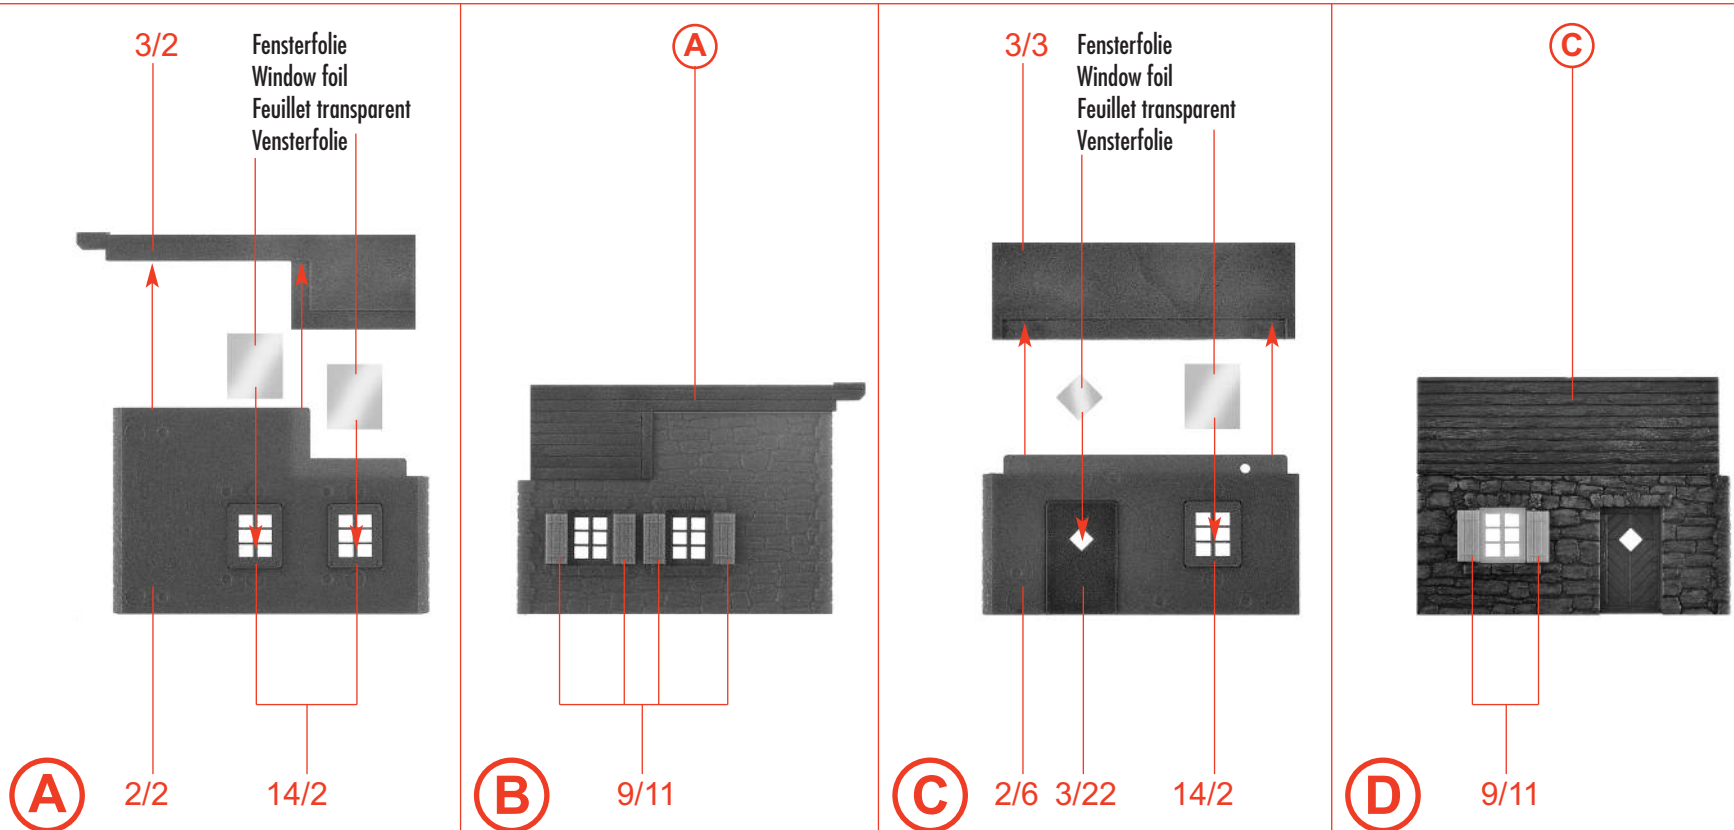 3/2
Fensterfolie
Window foil
Feuillet transparent
Vensterfolie
A 2/2 14/2
A
B 9/11
3/3
Fensterfolie
Window foil
Feuillet transparent
Vensterfolie
C 2/6 3/22 14/2
C
D 9/11